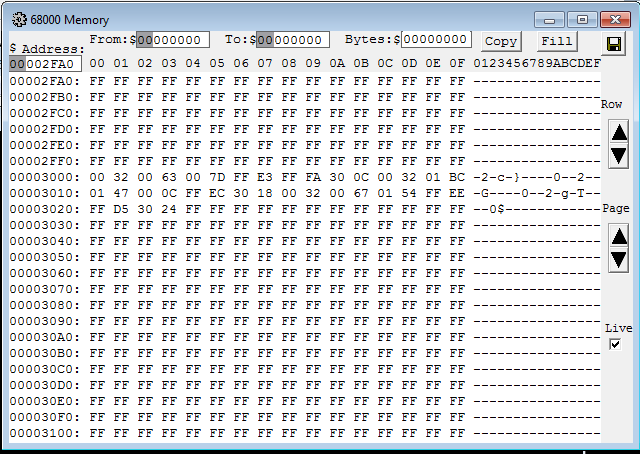 68000 Memory
From:$00000000 To:$00000000 Bytes:$00000000 Copy Fill
$ Address:
00002FA0 00 01 02 03 04 05 06 07 08 09 0A 0B 0C 0D 0E 0F 0123456789ABCDEF
00002FA0: FF FF FF FF FF FF FF FF FF FF FF FF FF FF FF FF ----------------
00002FB0: FF FF FF FF FF FF FF FF FF FF FF FF FF FF FF FF ----------------
00002FC0: FF FF FF FF FF FF FF FF FF FF FF FF FF FF FF FF ----------------
Row
00002FD0: FF FF FF FF FF FF FF FF FF FF FF FF FF FF FF FF ----------------
00002FE0: FF FF FF FF FF FF FF FF FF FF FF FF FF FF FF FF ----------------
00002FF0: FF FF FF FF FF FF FF FF FF FF FF FF FF FF FF FF ----------------
00003000: 00 32 00 63 00 7D FF E3 FF FA 30 0C 00 32 01 BC -2-c-}----0--2--
00003010: 01 47 00 0C FF EC 30 18 00 32 00 67 01 54 FF EE -G----0--2-g-T--
00003020: FF D5 30 24 FF FF FF FF FF FF FF FF FF FF FF FF --0$------------
Page
00003030: FF FF FF FF FF FF FF FF FF FF FF FF FF FF FF FF ----------------
00003040: FF FF FF FF FF FF FF FF FF FF FF FF FF FF FF FF ----------------
00003050: FF FF FF FF FF FF FF FF FF FF FF FF FF FF FF FF ----------------
00003060: FF FF FF FF FF FF FF FF FF FF FF FF FF FF FF FF ----------------
00003070: FF FF FF FF FF FF FF FF FF FF FF FF FF FF FF FF ----------------
00003080: FF FF FF FF FF FF FF FF FF FF FF FF FF FF FF FF ----------------
00003090: FF FF FF FF FF FF FF FF FF FF FF FF FF FF FF FF ----------------
Live
000030A0: FF FF FF FF FF FF FF FF FF FF FF FF FF FF FF FF ----------------
000030B0: FF FF FF FF FF FF FF FF FF FF FF FF FF FF FF FF ----------------
000030C0: FF FF FF FF FF FF FF FF FF FF FF FF FF FF FF FF ----------------
000030D0: FF FF FF FF FF FF FF FF FF FF FF FF FF FF FF FF ----------------
000030E0: FF FF FF FF FF FF FF FF FF FF FF FF FF FF FF FF ----------------
000030F0: FF FF FF FF FF FF FF FF FF FF FF FF FF FF FF FF ----------------
00003100: FF FF FF FF FF FF FF FF FF FF FF FF FF FF FF FF ----------------